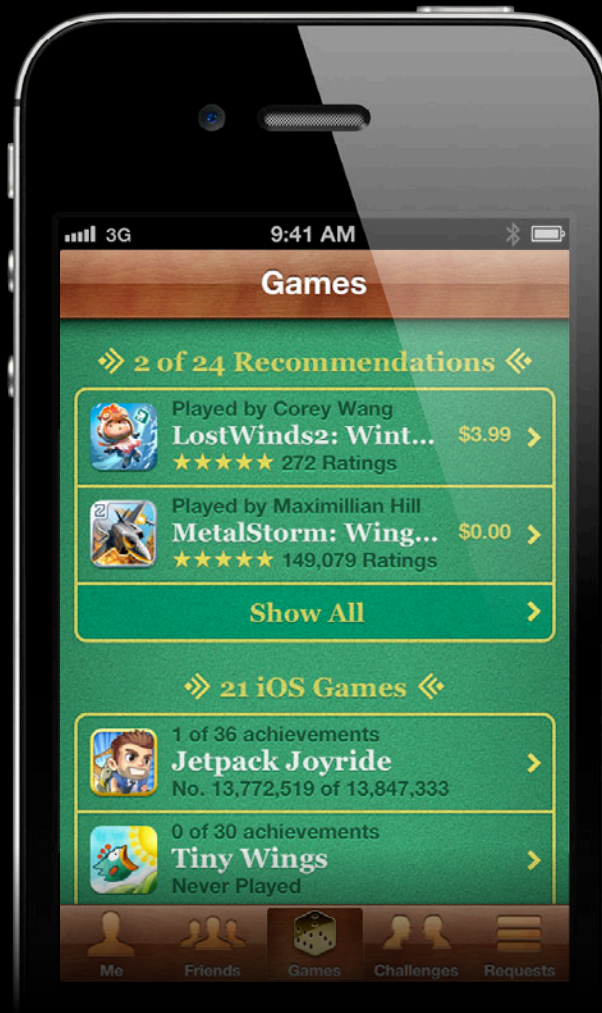 3G 9:41 AM
Games
2 of 24 Recommendations
Played by Corey Wang
LostWinds2: Wint... $3.99
272 Ratings
2
Played by Maximillian Hill
MetalStorm: Wing... $0.00
149,079 Ratings
Show All
21 iOS Games
1 of 36 achievements
Jetpack Joyride
No. 13,772,519 of 13,847,333
0 of 30 achievements
Tiny Wings
Never Played
Me Friends Games Challenges Requests